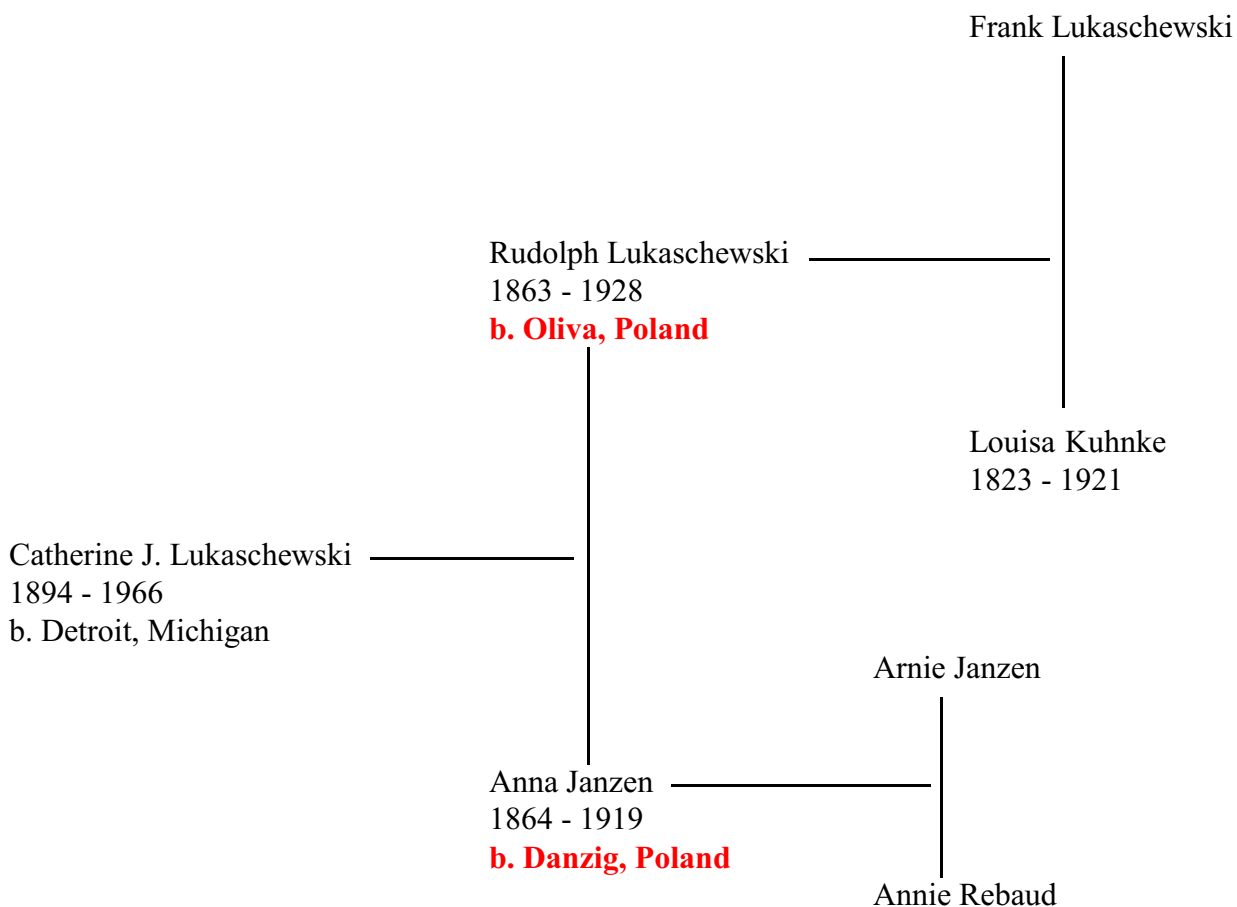 Frank Lukaschewski
Rudolph Lukaschewski
1863 - 1928
b. Oliva, Poland
Louisa Kuhnke
1823 - 1921
Catherine J. Lukaschewski
1894 - 1966
b. Detroit, Michigan
Arnie Janzen
Anna Janzen
1864 - 1919
b. Danzig, Poland
Annie Rebaud